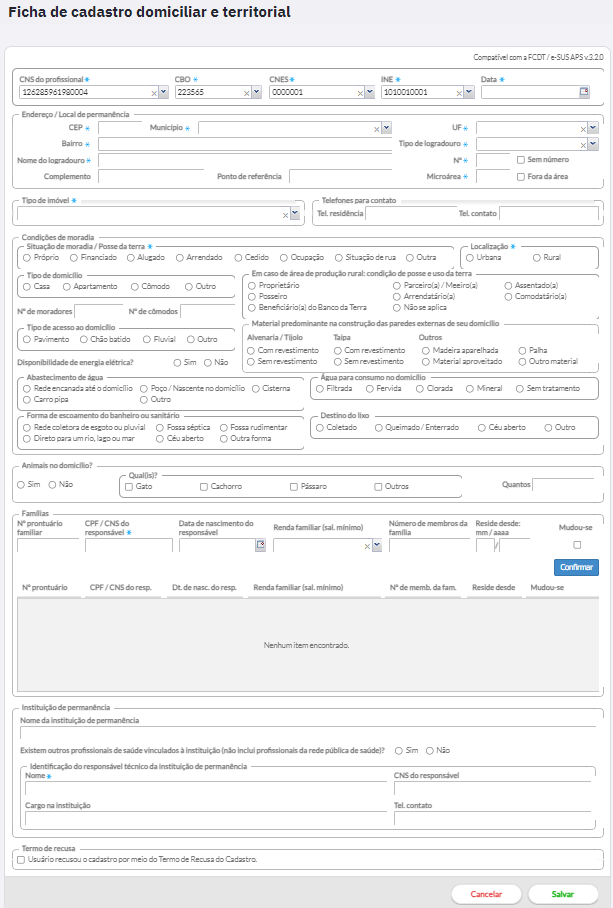 Ficha de cadastro domiciliar e territorial
Compatível com a FCDT / e-SUS APS v.3.2.0
CNS do profissional * CBO * CNES * INE * Data *
126285961980004 223565 0000001 1010010001
Endereço / Local de permanência
CEP * Município * UF *
Bairro * Tipo de logradouro *
Nome do logradouro * Nº * Sem número
Complemento Ponto de referência Microárea * Fora da área
Tipo de imóvel * Telefones para contato
Tel. residência Tel. contato
Condições de moradia
Situação de moradia / Posse da terra * Localização *
Próprio Financiado Alugado Arrendado Cedido Ocupação Situação de rua Outra Urbana Rural
Tipo de domicílio Em caso de área de produção rural: condição de posse e uso da terra
Casa Apartamento Cômodo Outro
Proprietário Parceiro(a) / Meeiro(a) Assentado(a)
Posseiro Arrendatário(a) Comodatário(a)
Beneficiário(a) do Banco da Terra Não se aplica
Nº de moradores Nº de cômodos
Tipo de acesso ao domicílio Material predominante na construção das paredes externas de seu domicílio
Pavimento Chão batido Fluvial Outro
Alvenaria / Tijolo Taipa Outros
Com revestimento Com revestimento Madeira aparelhada Palha
Sem revestimento Sem revestimento Material aproveitado Outro material
Disponibilidade de energia elétrica? Sim Não
Abastecimento de água Água para consumo no domicílio
Rede encanada até o domicílio Poço / Nascente no domicílio Cisterna Filtrada Fervida Clorada Mineral Sem tratamento
Carro pipa Outro
Forma de escoamento do banheiro ou sanitário Destino do lixo
Rede coletora de esgoto ou pluvial Fossa séptica Fossa rudimentar Coletado Queimado / Enterrado Céu aberto Outro
Direto para um rio, lago ou mar Céu aberto Outra forma
Animais no domicílio?
Sim Não
Qual(is)?
Gato Cachorro Pássaro Outros Quantos
Famílias
Nº prontuário familiar CPF / CNS do responsável * Data de nascimento do responsável Renda familiar (sal. mínimo) Número de membros da família Reside desde: mm / aaaa Mudou-se
/
Confirmar
Nº prontuário CPF / CNS do resp. Dt. de nasc. do resp. Renda familiar (sal. mínimo) Nº de memb. da fam. Reside desde Mudou-se
Nenhum item encontrado.
Instituição de permanência
Nome da instituição de permanência
Existem outros profissionais de saúde vinculados à instituição (não inclui profissionais da rede pública de saúde)? Sim Não
Identificação do responsável técnico da instituição de permanência
Nome * CNS do responsável
Cargo na instituição Tel. contato
Termo de recusa
Usuário recusou o cadastro por meio do Termo de Recusa do Cadastro.
Cancelar Salvar